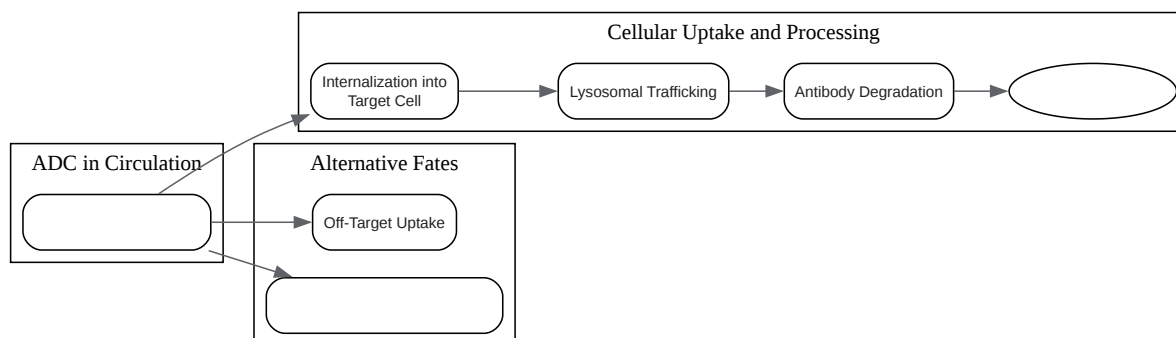 Cellular Uptake and Processing
Internalization into
Target Cell
Lysosomal Trafficking
Antibody Degradation
ADC in Circulation
Alternative Fates
Off-Target Uptake